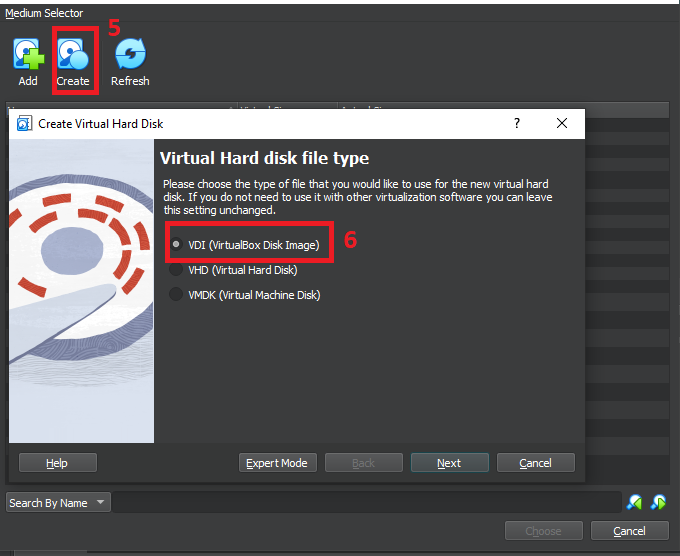 Medium Selector
5
Add Create Refresh
Create Virtual Hard Disk ?
Virtual Hard disk file type
Please choose the type of file that you would like to use for the new virtual hard
disk. If you do not need to use it with other virtualization software you can leave
this setting unchanged.
VDI (VirtualBox Disk Image) 6
VHD (Virtual Hard Disk)
VMDK (Virtual Machine Disk)
Help Expert Mode Back Next Cancel
Search By Name
Choose Cancel